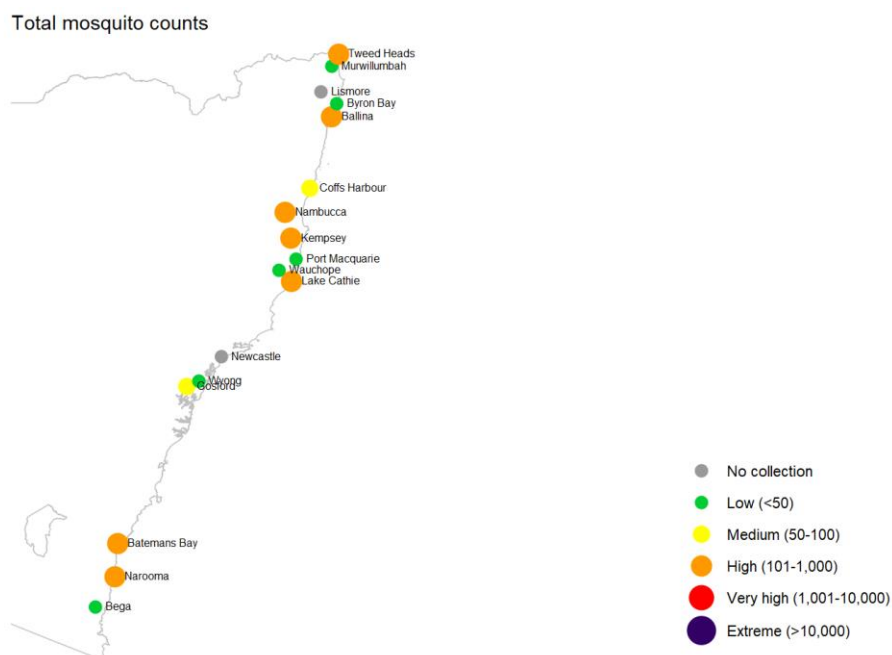 Total mosquito counts
Tweed Heads
Murwillumbah
Lismore
Byron Bay
Ballina
Coffs Harbour
Nambucca
Kempsey
Port Macquarie
Wauchope
Lake Cathie
Newcastle
Wyong
Gosford
Batemans Bay
Narooma
Bega
No collection
Low (<50)
Medium (50-100)
High (101-1,000)
Very high (1,001-10,000)
Extreme (>10,000)